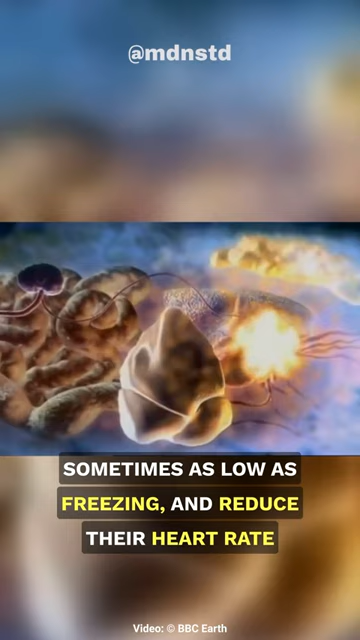 @mdnstd
SOMETIMES AS LOW AS
FREEZING, AND REDUCE
THEIR HEART RATE
Video: © BBC Earth